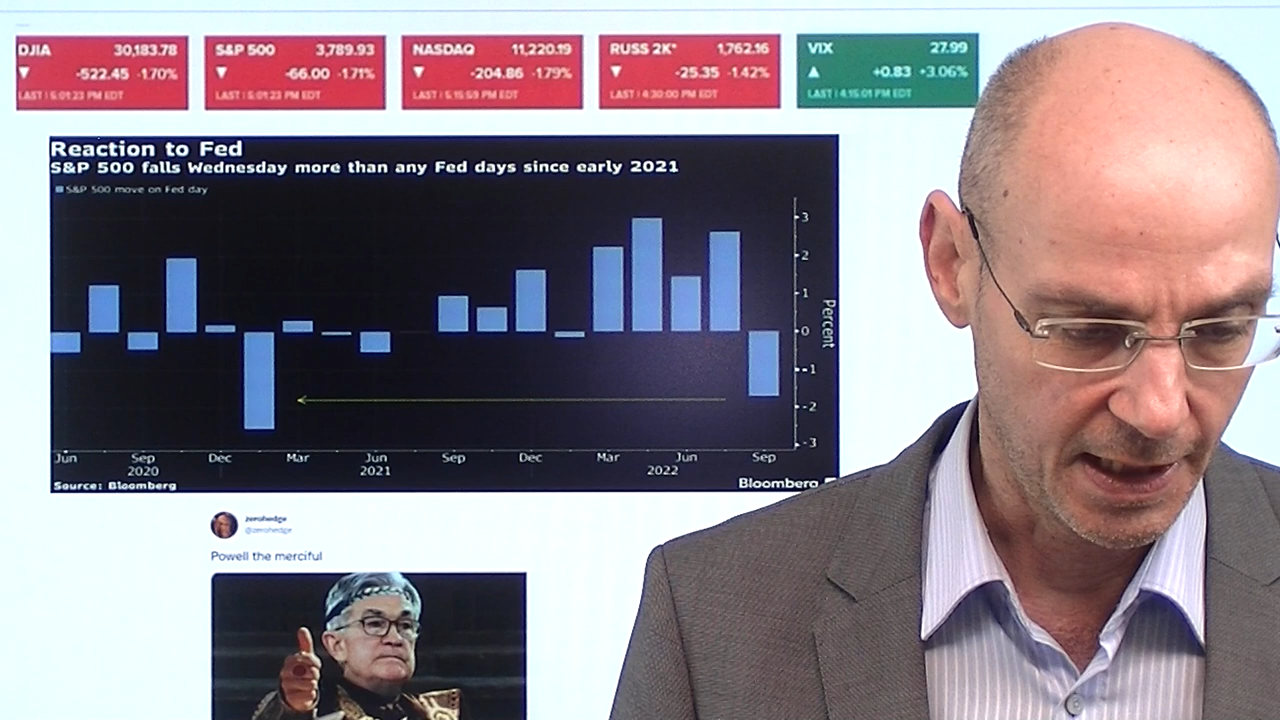 DJIA 30,183.78
▼ -522.45 -1.70%
LAST | 5:01:23 PM EDT
S&P 500 3,789.93
▼ -66.00 -1.71%
LAST | 5:01:23 PM EDT
NASDAQ 11,220.19
▼ -204.86 -1.79%
LAST | 5:15:59 PM EDT
RUSS 2K* 1,762.16
▼ -25.35 -1.42%
LAST | 4:30:00 PM EDT
VIX 27.99
▲ +0.83 +3.06%
LAST | 4:15:01 PM EDT
Reaction to Fed
S&P 500 falls Wednesday more than any Fed days since early 2021
S&P 500 move on Fed day
3
2
1
0
-1
-2
-3
Percent
Jun Sep Dec Mar Jun Sep Dec Mar Jun Sep
2020 2021 2022
Source: Bloomberg
Bloomberg
zerohedge
@zerohedge
Powell the merciful